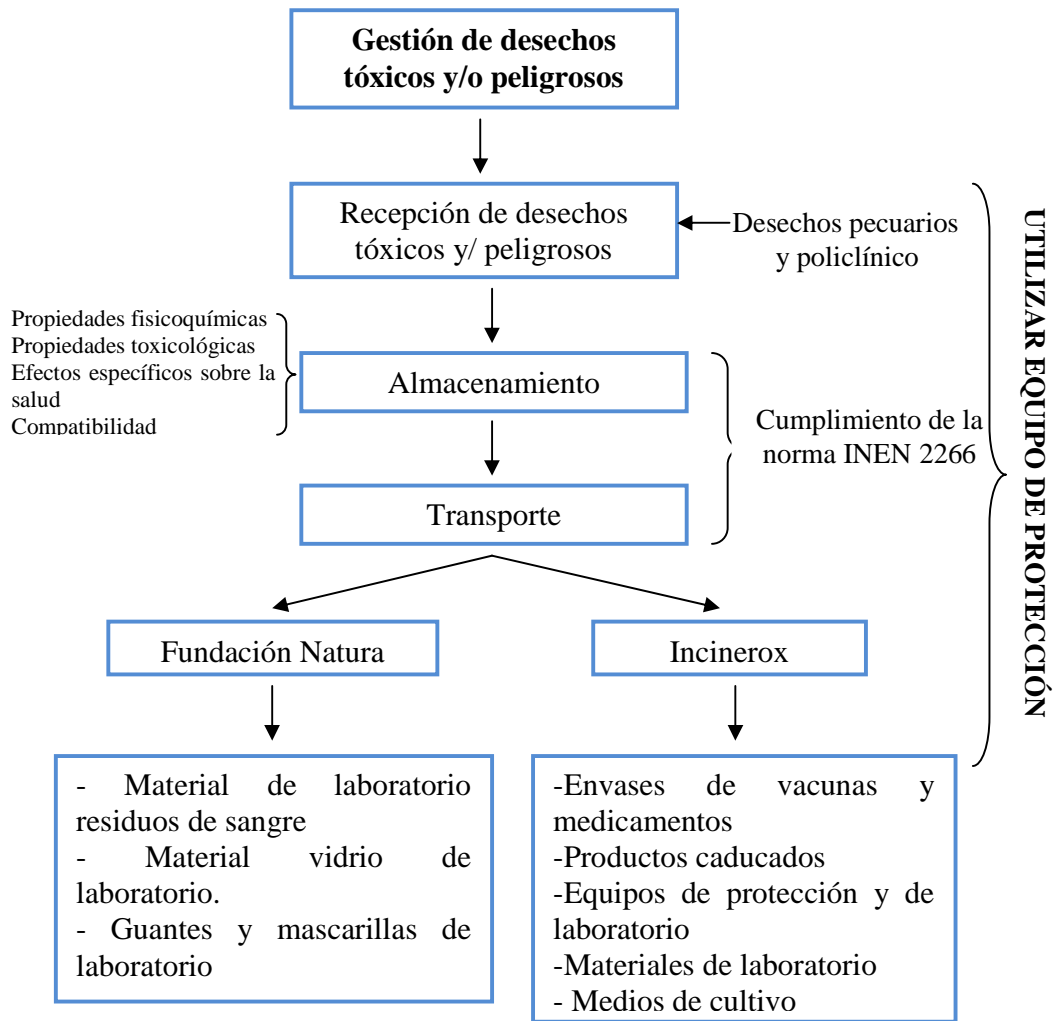 Gestión de desechos
tóxicos y/o peligrosos
Recepción de desechos
tóxicos y/ peligrosos
Desechos pecuarios
y policlínico
Propiedades fisicoquímicas
Propiedades toxicológicas
Efectos específicos sobre la
salud
Compatibilidad
Almacenamiento
Cumplimiento de la
norma INEN 2266
Transporte
UTILIZAR EQUIPO DE PROTECCIÓN
Fundación Natura
Incinerox
- Material de laboratorio
residuos de sangre
- Material vidrio de
laboratorio.
- Guantes y mascarillas de
laboratorio
-Envases de vacunas y
medicamentos
-Productos caducados
-Equipos de protección y de
laboratorio
-Materiales de laboratorio
- Medios de cultivo